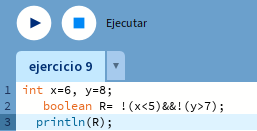 Ejecutar
ejercicio 9
1 int x=6, y=8;
2 boolean R= !(x<5)&&!(y>7);
3 println(R);